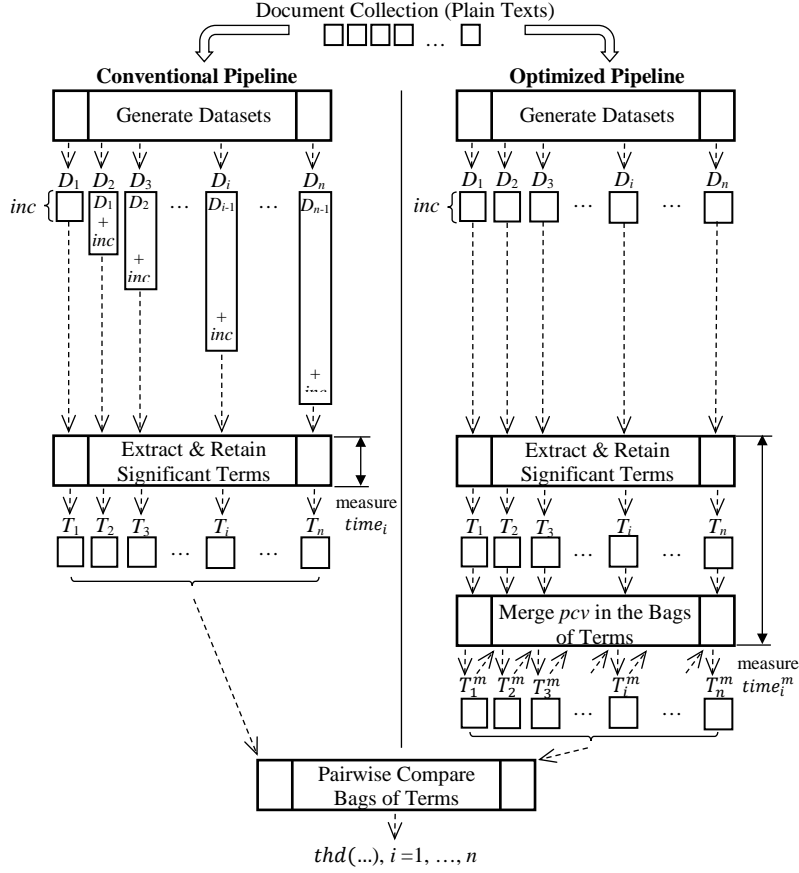 Document Collection (Plain Texts)
...
Conventional Pipeline
Generate Datasets
D1 D2 D3 Di Dn
inc
D1 D2 ... Di-1 ... Dn-1
+
inc
+
+
inc
+
Extract & Retain
Significant Terms
measure
timei
T1 T2 T3 Ti Tn
... ...
Optimized Pipeline
Generate Datasets
D1 D2 D3 Di Dn
inc
... ...
Extract & Retain
Significant Terms
T1 T2 T3 Ti Tn
... ...
Merge pcv in the Bags
of Terms
measure
timeim
T1m T2m T3m Tim Tnm
... ...
Pairwise Compare
Bags of Terms
thd(...), i =1, …, n